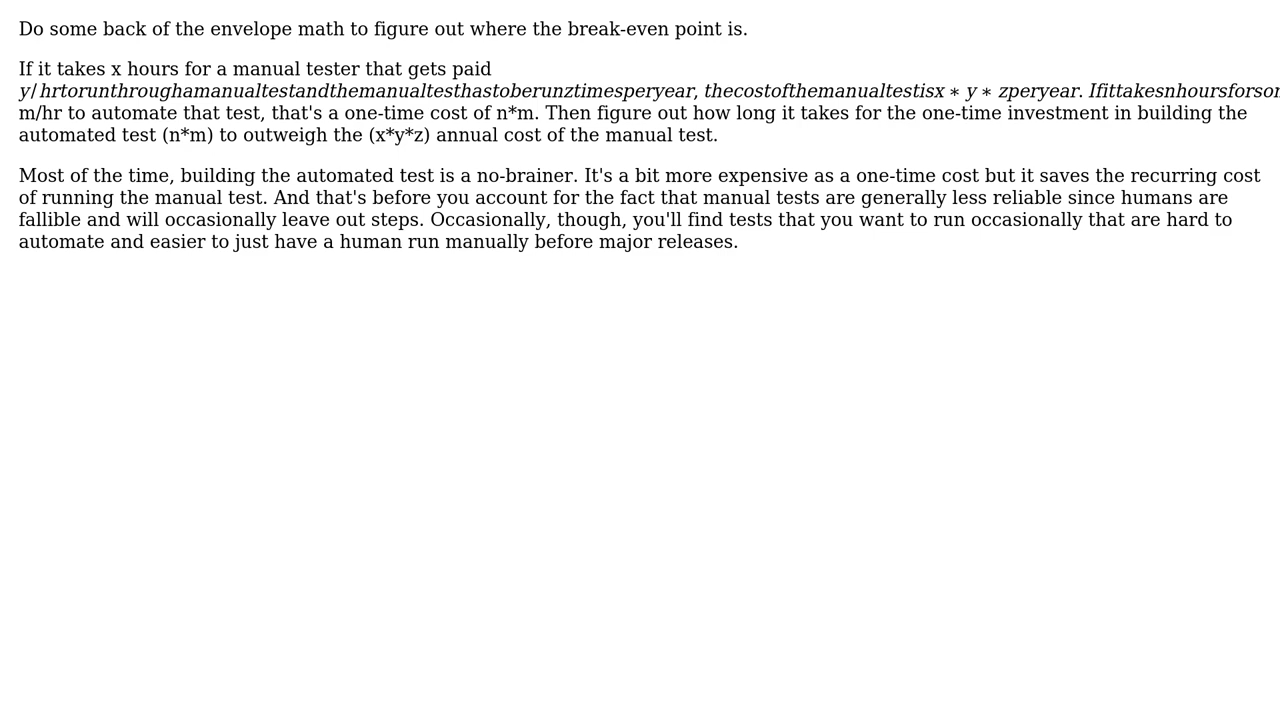 Do some back of the envelope math to figure out where the break-even point is.
If it takes x hours for a manual tester that gets paid
y/hrtorunthroughamanualtestandthemanualtesthastoberunztimesperyear, thecostofthemanualtestisx * y * zperyear. Ifittakesnhoursforsor
m/hr to automate that test, that's a one-time cost of n*m. Then figure out how long it takes for the one-time investment in building the
automated test (n*m) to outweigh the (x*y*z) annual cost of the manual test.
Most of the time, building the automated test is a no-brainer. It's a bit more expensive as a one-time cost but it saves the recurring cost
of running the manual test. And that's before you account for the fact that manual tests are generally less reliable since humans are
fallible and will occasionally leave out steps. Occasionally, though, you'll find tests that you want to run occasionally that are hard to
automate and easier to just have a human run manually before major releases.